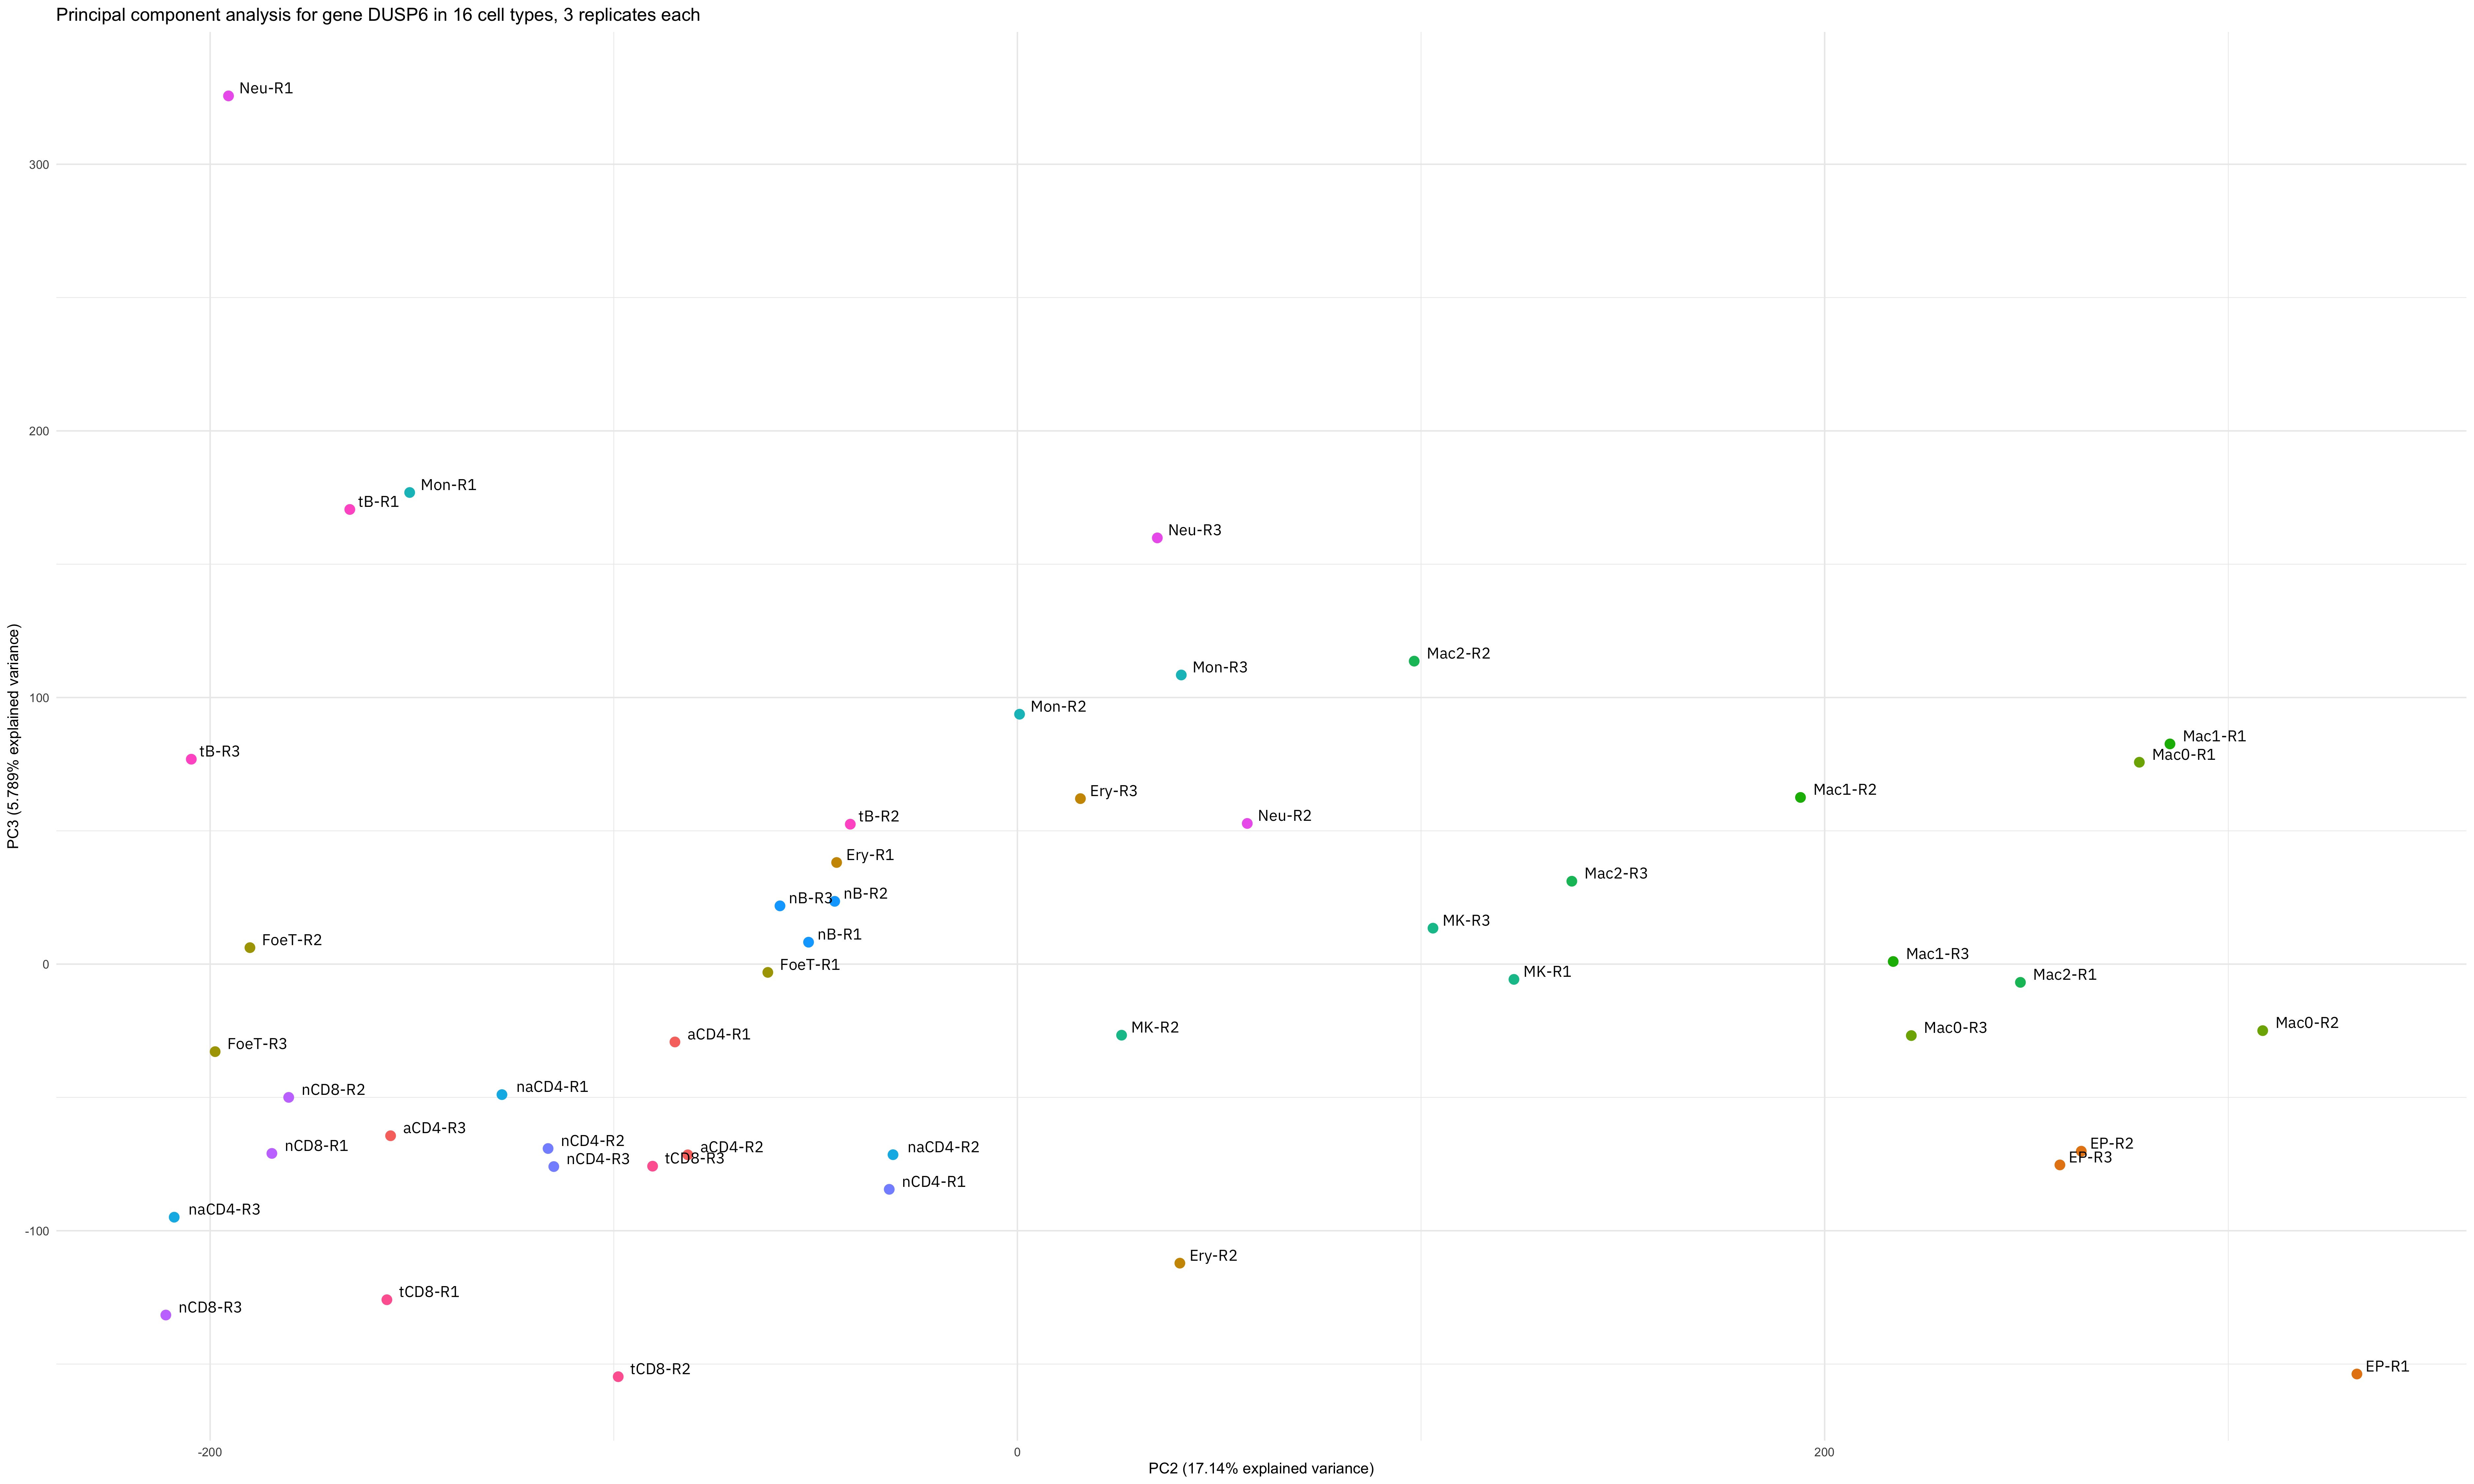 Principal component analysis for gene DUSP6 in 16 cell types, 3 replicates each
Neu-R1
300
200
Mon-R1
tB-R1
Neu-R3
Mac2-R2
Mon-R3
100
Mon-R2
PC3 (5.789% explained variance)
Mac1-R1
tB-R3
Mac0-R1
Ery-R3
Mac1-R2
tB-R2
Neu-R2
Ery-R1
Mac2-R3
nB-R3
nB-R2
MK-R3
nB-R1
FoeT-R2
Mac1-R3
0
FoeT-R1
MK-R1
Mac2-R1
Mac0-R2
MK-R2
Mac0-R3
aCD4-R1
FoeT-R3
naCD4-R1
nCD8-R2
aCD4-R3
nCD4-R2
EP-R2
nCD8-R1
aCD4-R2
naCD4-R2
nCD4-R3
tCD8-R3
EP-R3
nCD4-R1
naCD4-R3
-100
Ery-R2
tCD8-R1
nCD8-R3
EP-R1
tCD8-R2
-200
0
200
PC2 (17.14% explained variance)